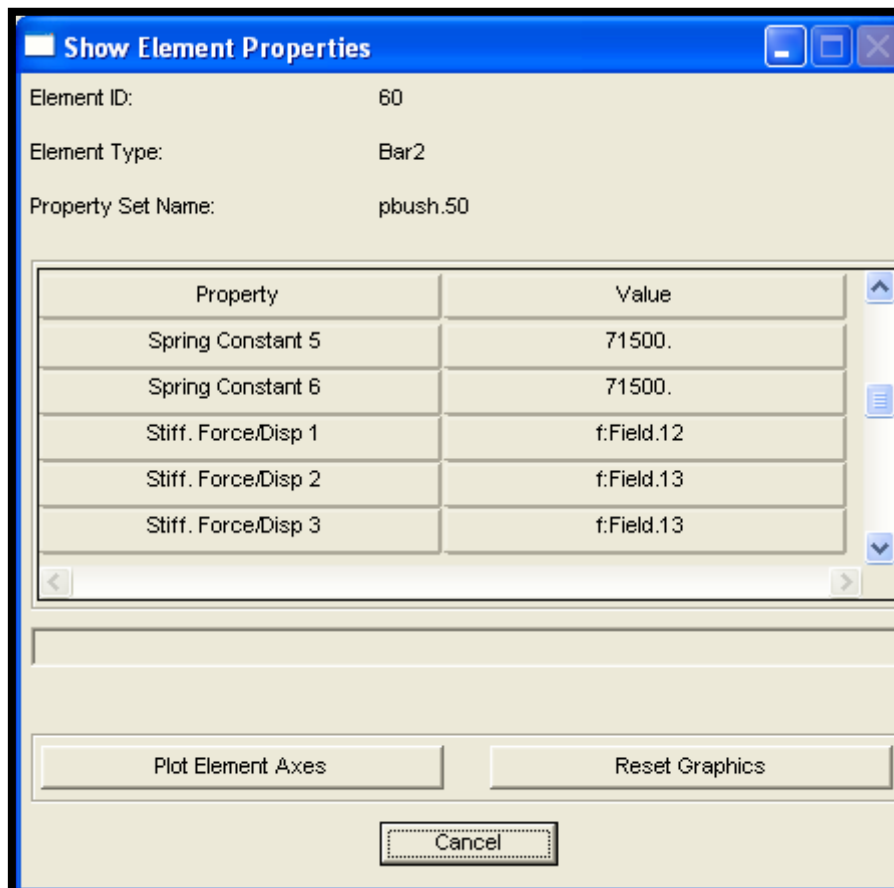 Show Element Properties
Element ID: 60
Element Type: Bar2
Property Set Name: pbush.50
Property Value
Spring Constant 5 71500.
Spring Constant 6 71500.
Stiff. Force/Disp 1 f:Field.12
Stiff. Force/Disp 2 f:Field.13
Stiff. Force/Disp 3 f:Field.13
Plot Element Axes Reset Graphics
Cancel